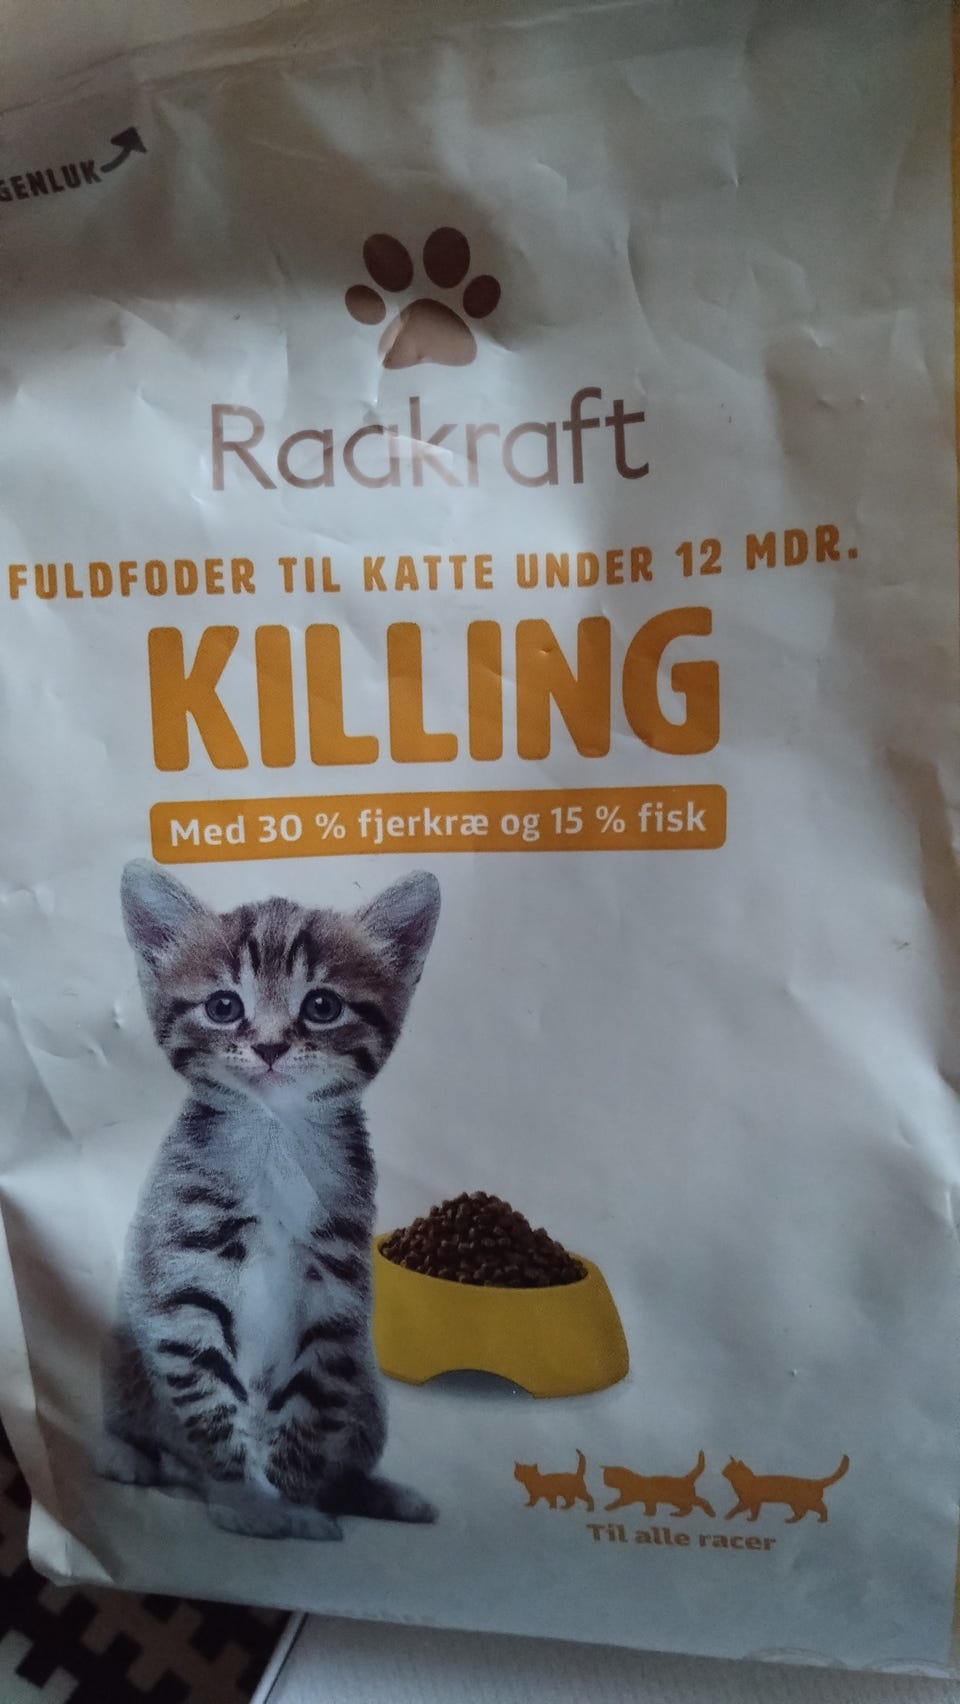 GENLUK
Raakraft
FULDFODER TIL KATTE UNDER 12 MDR.
KILLING
Med 30 % fjerkræ og 15 % fisk
Til alle racer